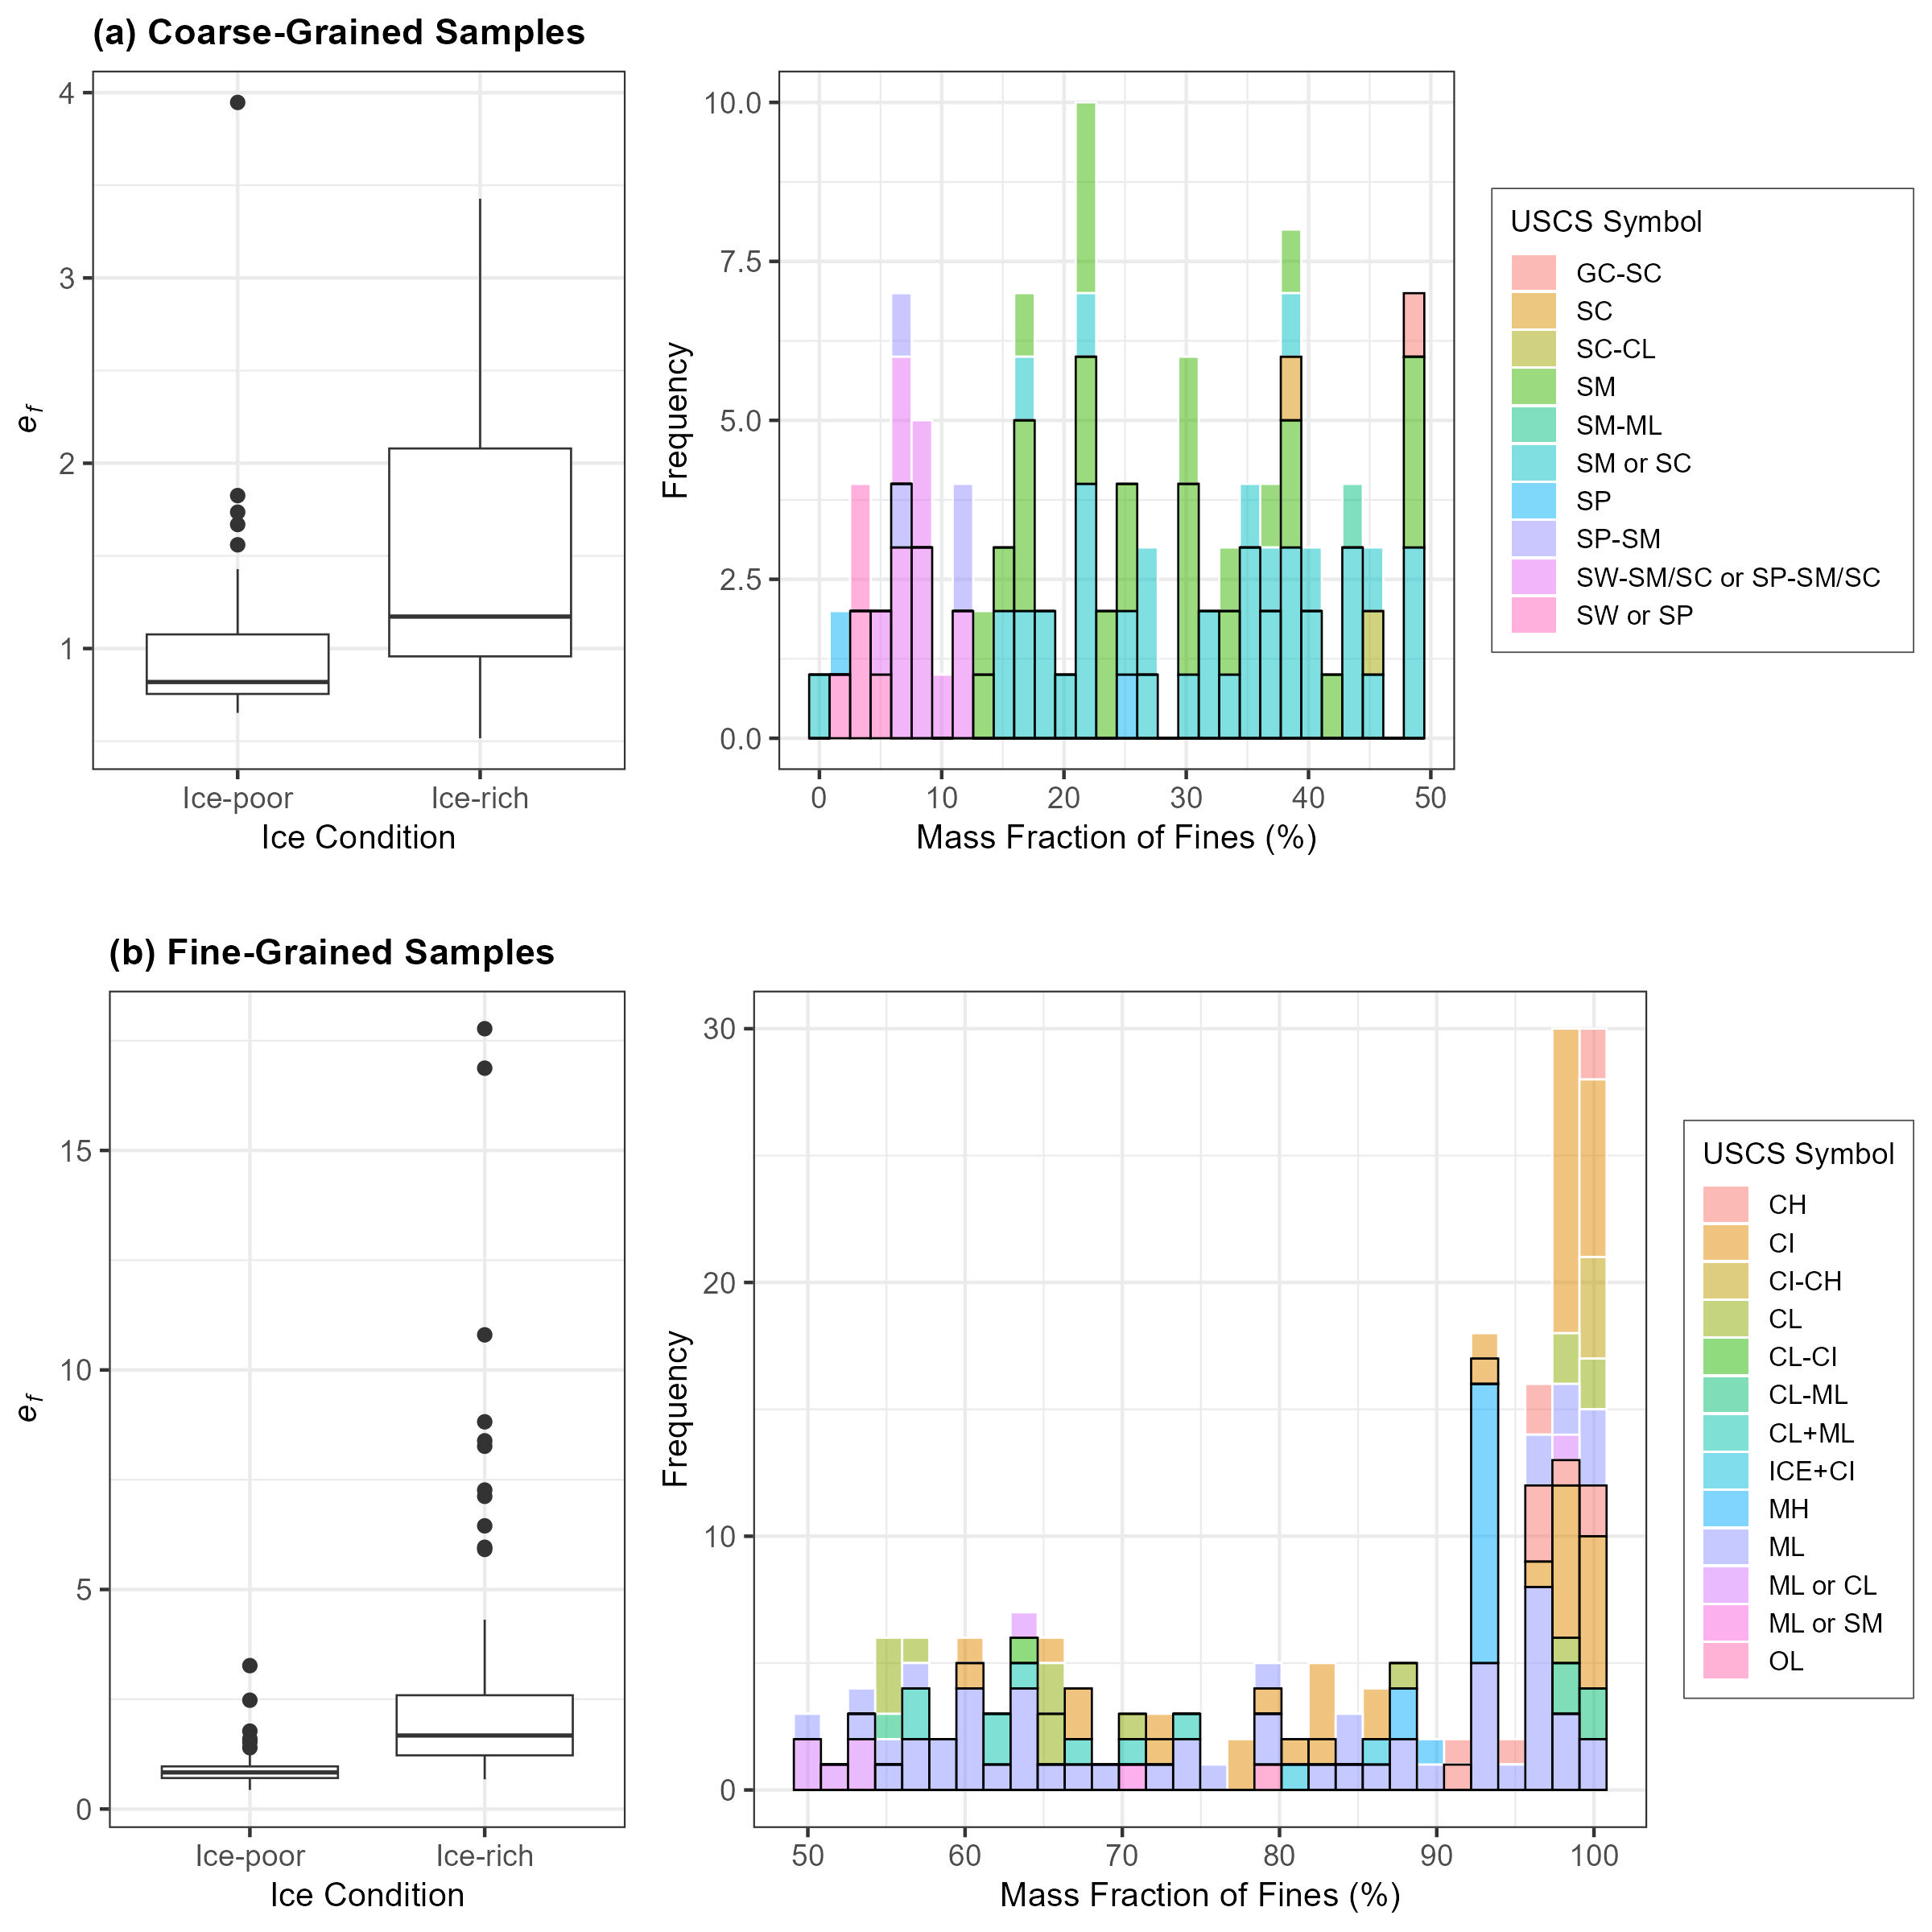 (a) Coarse-Grained Samples
4
3
2
1
e f
Ice-poor
Ice-rich
Ice Condition
10.0
7.5
5.0
2.5
0.0
Frequency
0
10
20
30
40
50
Mass Fraction of Fines (%)
USCS Symbol
GC-SC
SC
SC-CL
SM
SM-ML
SM or SC
SP
SP-SM
SW-SM/SC or SP-SM/SC
SW or SP
(b) Fine-Grained Samples
15
10
5
0
e f
Ice-poor
Ice-rich
Ice Condition
30
20
10
0
Frequency
50
60
70
80
90
100
Mass Fraction of Fines (%)
USCS Symbol
CH
CI
CI-CH
CL
CL-CI
CL-ML
CL+ML
ICE+CI
MH
ML
ML or CL
ML or SM
OL